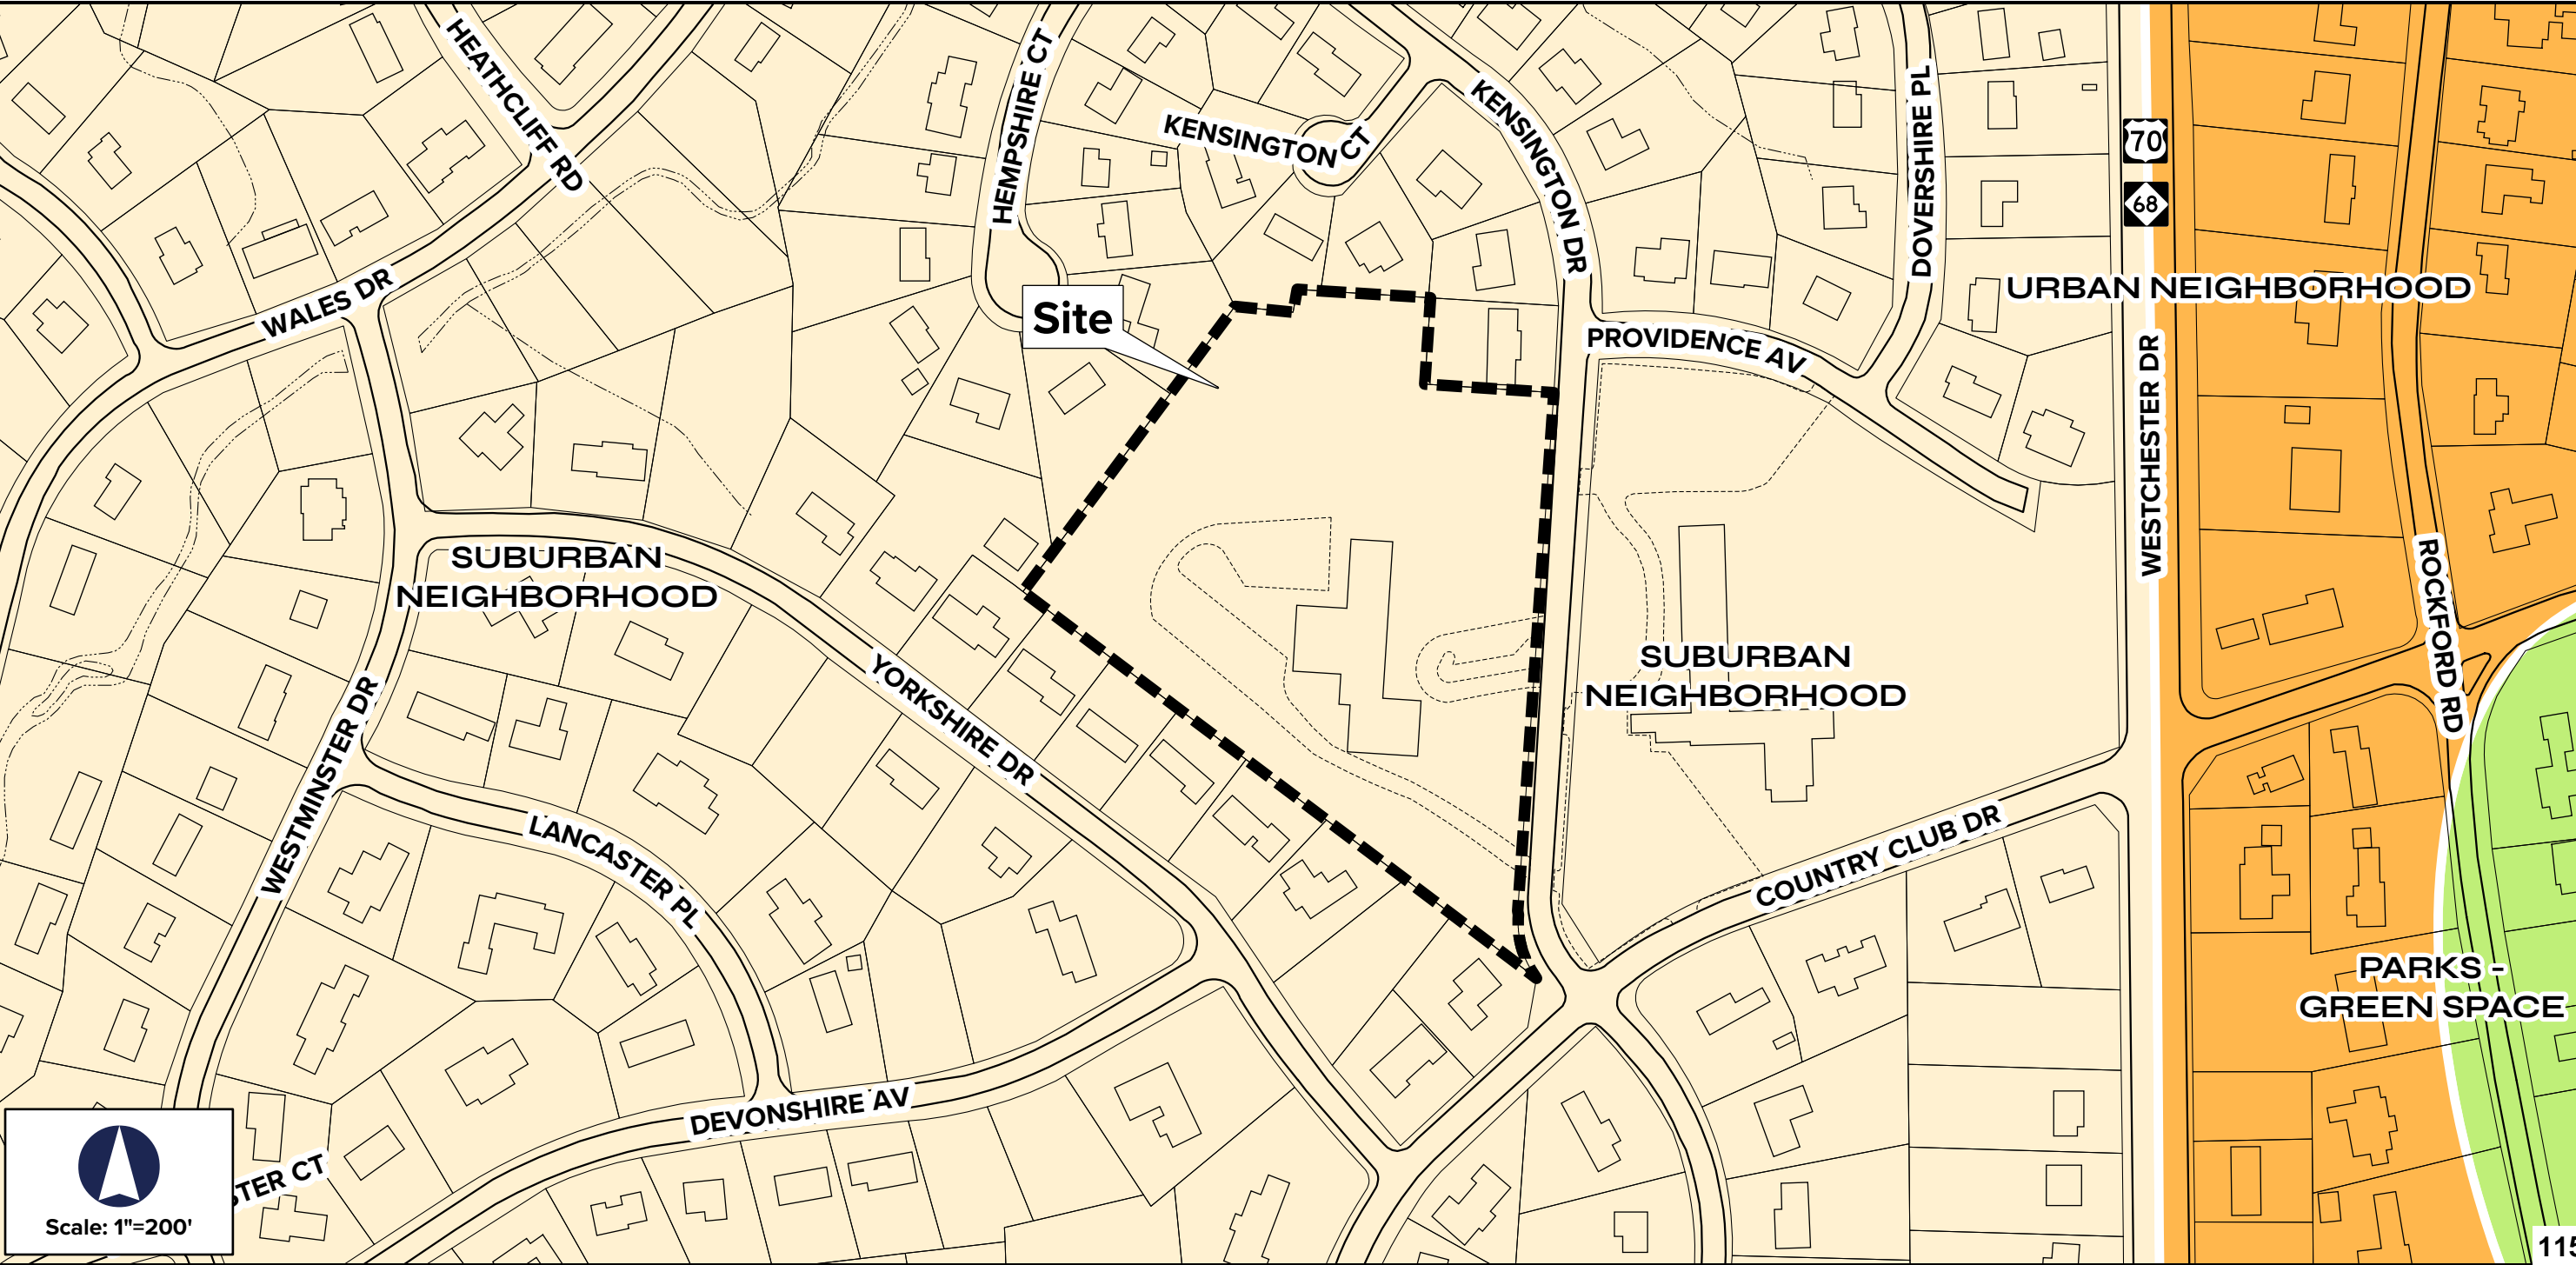 HEATHCLIFF RD
HEMPSHIRE CT
KENSINGTON CT
KENSINGTON DR
DOVERSHIRE PL
70
68
WALES DR
Site
PROVIDENCE AV
URBAN NEIGHBORHOOD
WESTCHESTER DR
SUBURBAN
NEIGHBORHOOD
ROCKFORD RD
SUBURBAN
NEIGHBORHOOD
YORKSHIRE DR
WESTMINSTER DR
LANCASTER PL
COUNTRY CLUB DR
PARKS -
GREEN SPACE
DEVONSHIRE AV
STER CT
Scale: 1"=200'
115